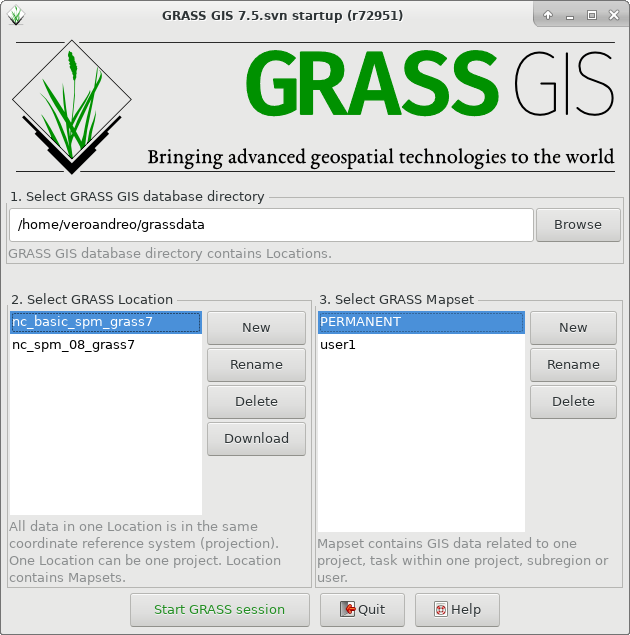 GRASS GIS 7.5.svn startup (r72951)
GRASS GIS
Bringing advanced geospatial technologies to the world
1. Select GRASS GIS database directory
/home/veroandreo/grassdata
Browse
GRASS GIS database directory contains Locations.
2. Select GRASS Location
nc_basic_spm_grass7
nc_spm_08_grass7
New
Rename
Delete
Download
All data in one Location is in the same
coordinate reference system (projection).
One Location can be one project. Location
contains Mapsets.
3. Select GRASS Mapset
PERMANENT
user1
New
Rename
Delete
Mapset contains GIS data related to one
project, task within one project, subregion or
user.
Start GRASS session
Quit
Help